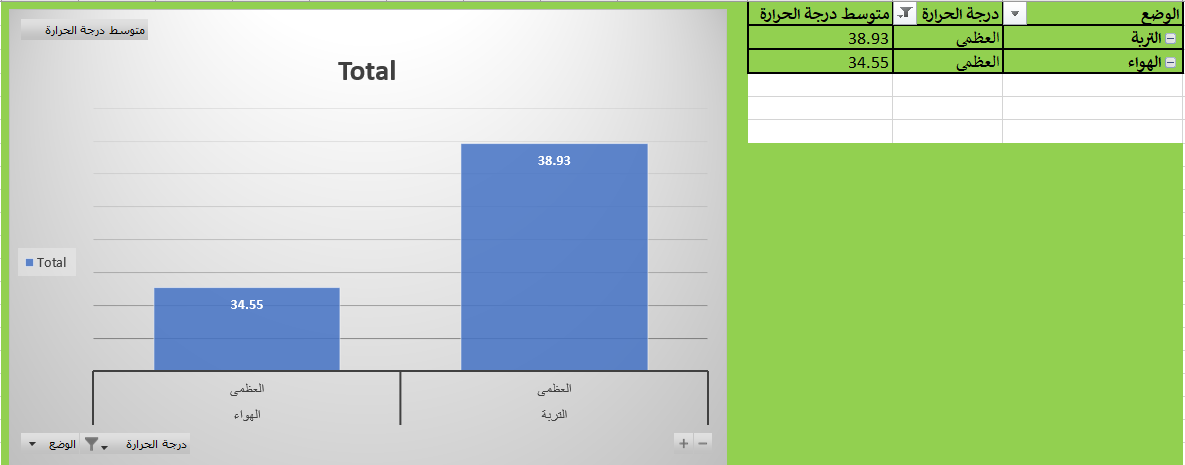 الوضع درجة الحرارة متوسط درجة الحرارة
التربة العظمى 38.93
الهواء العظمى 34.55
متوسط درجة الحرارة
Total
38.93
34.55
Total
العظمى العظمى
التربة الهواء
درجة الحرارة الوضع